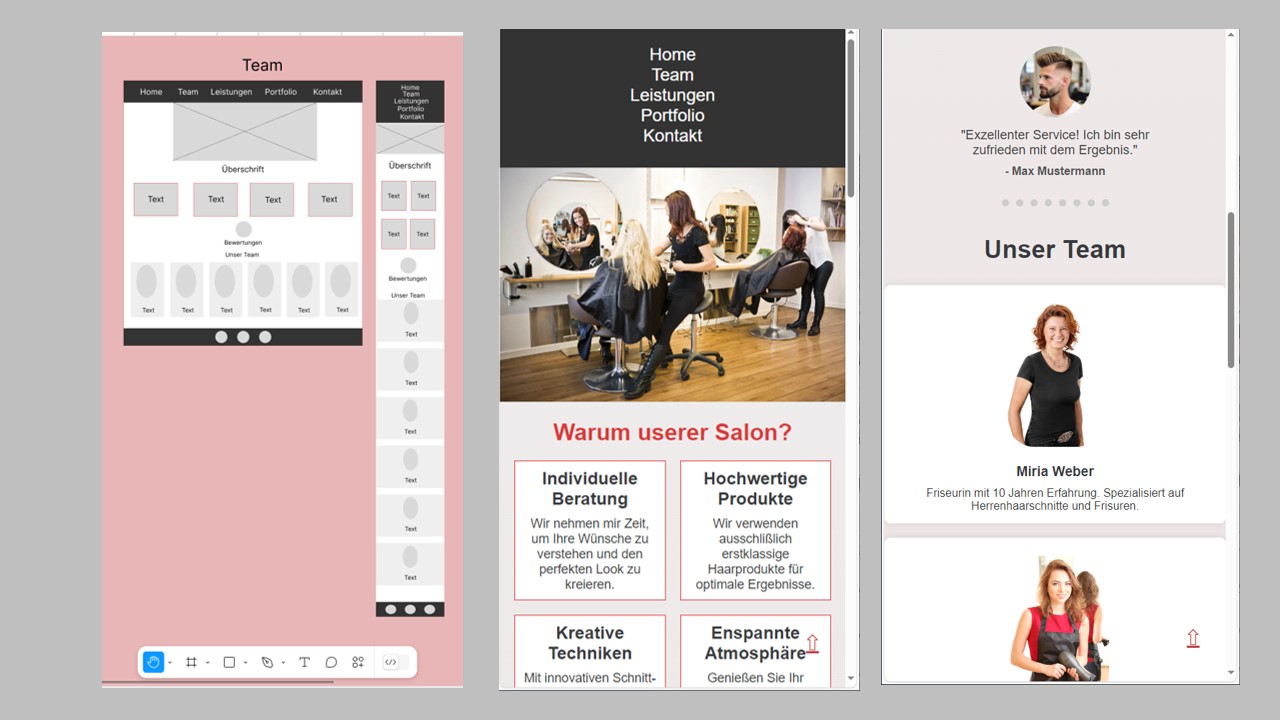 Team
Home Team Leistungen Portfolio Kontakt
Überschrift
Text Text Text Text
Bewertungen
Unser Team
Text Text Text Text Text Text
Home
Team
Leistungen
Portfolio
Kontakt
Überschrift
Text Text
Text Text
Bewertungen
Unser Team
Text
Text
Text
Text
Text
Text
Home
Team
Leistungen
Portfolio
Kontakt
Warum userer Salon?
Individuelle
Beratung
Wir nehmen mir Zeit,
um Ihre Wünsche zu
verstehen und den
perfekten Look zu
kreieren.
Hochwertige
Produkte
Wir verwenden
ausschlißlich
erstklassige
Haarprodukte für
optimale Ergebnisse.
Kreative
Techniken
Mit innovativen Schnitt-
Enspannte
Atmosphäre
Genießen Sie Ihr
"Exzellenter Service! Ich bin sehr
zufrieden mit dem Ergebnis."
- Max Mustermann
Unser Team
Miria Weber
Friseurin mit 10 Jahren Erfahrung. Spezialisiert auf
Herrenhaarschnitte und Frisuren.